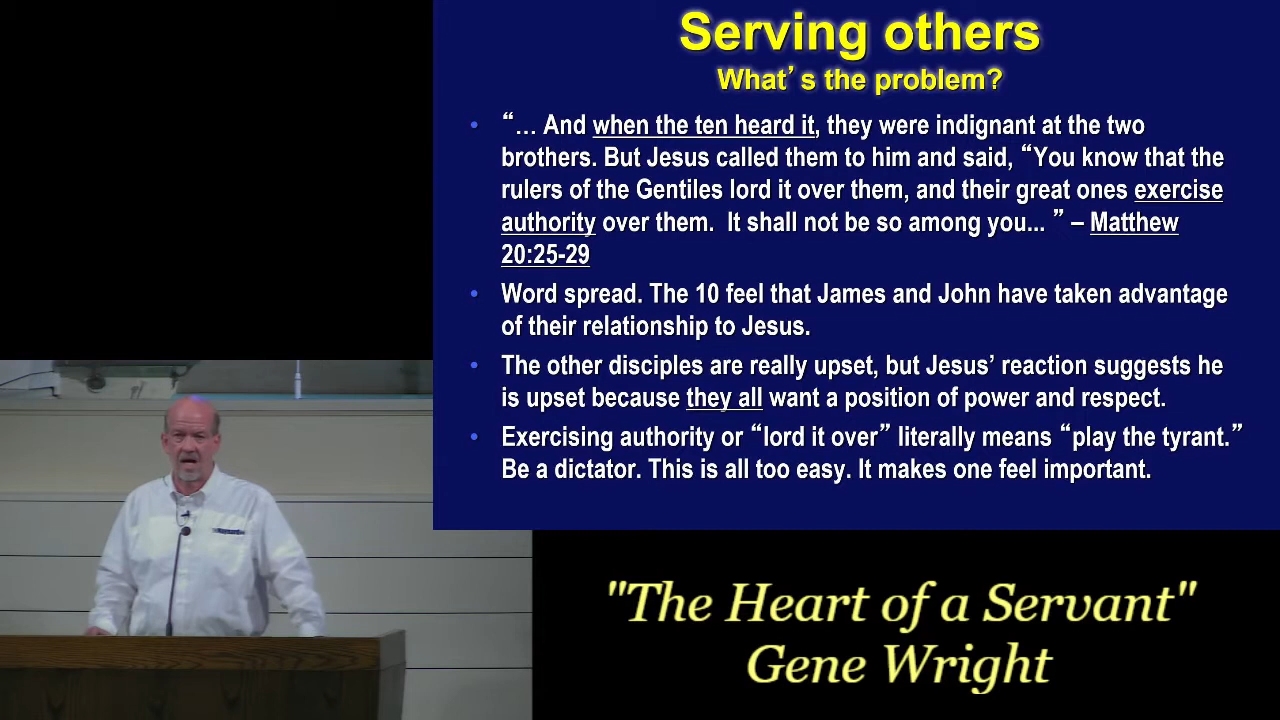 Serving others
What's the problem?
• “… And when the ten heard it, they were indignant at the two
brothers. But Jesus called them to him and said, “You know that the
rulers of the Gentiles lord it over them, and their great ones exercise
authority over them.  It shall not be so among you... ” – Matthew
20:25-29
• Word spread. The 10 feel that James and John have taken advantage
of their relationship to Jesus.
• The other disciples are really upset, but Jesus’ reaction suggests he
is upset because they all want a position of power and respect.
• Exercising authority or “lord it over” literally means “play the tyrant.”
Be a dictator. This is all too easy. It makes one feel important.
"The Heart of a Servant"
Gene Wright